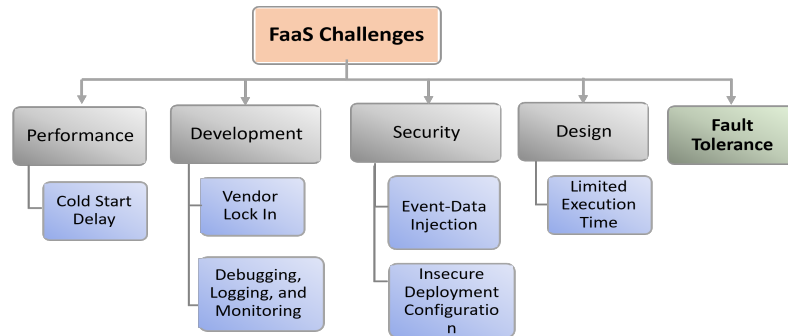 FaaS Challenges
Performance
Development
Security
Design
Fault
Tolerance
Cold Start
Delay
Vendor
Lock In
Event-Data
Injection
Limited
Execution
Time
Debugging,
Logging, and
Monitoring
Insecure
Deployment
Configuratio
n